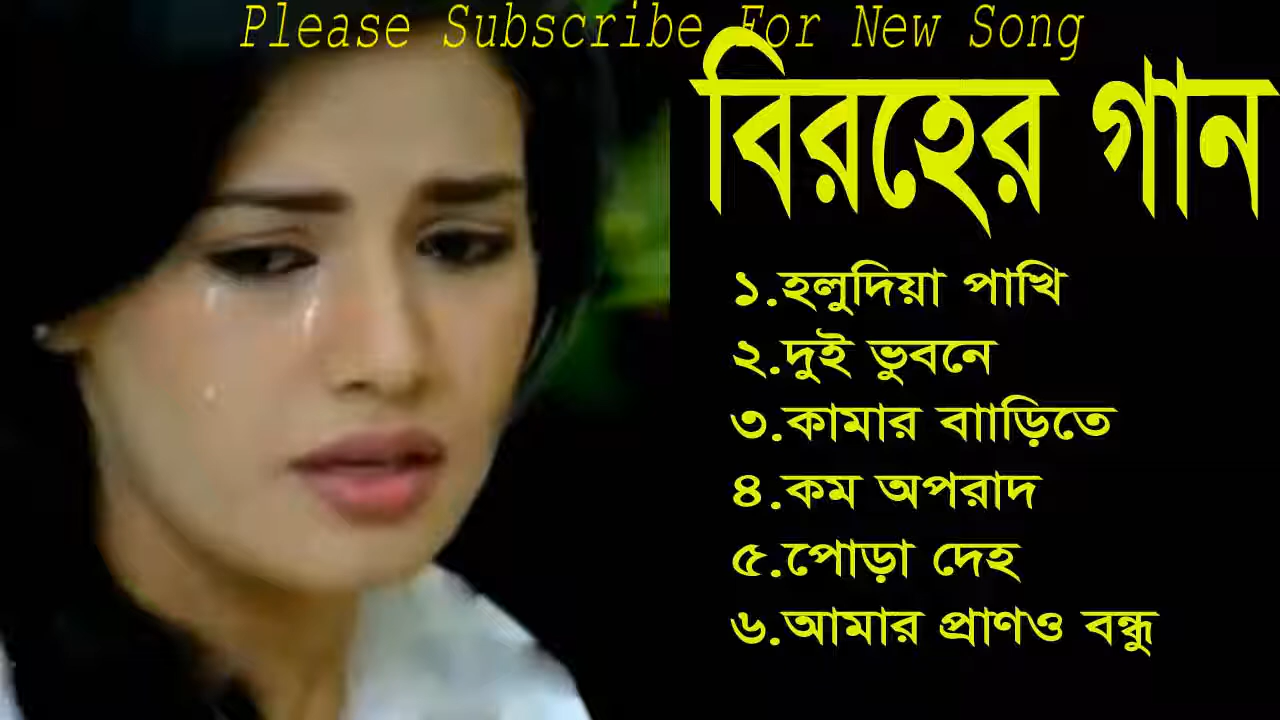 Please Subscribe For New Song
বিরহের গান
১.হলুদিয়া পাখি
২.দুই ভুবনে
৩.কামার বাাড়িতে
৪.কম অপরাদ
৫.পোড়া দেহ
৬.আমার প্রাণও বন্ধু